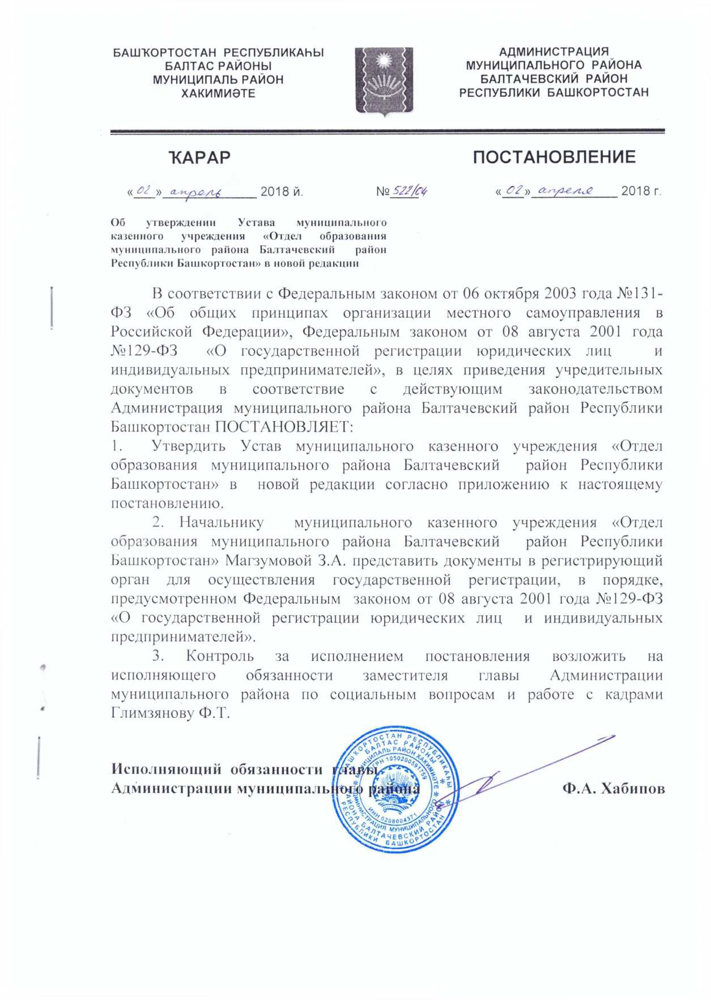 БАШҠОРТОСТАН РЕСПУБЛИКАҺЫ
БАЛТАС РАЙОНЫ
МУНИЦИПАЛЬ РАЙОН
ХАКИМИӘТЕ
АДМИНИСТРАЦИЯ
МУНИЦИПАЛЬНОГО РАЙОНА
БАЛТАЧЕВСКИЙ РАЙОН
РЕСПУБЛИКИ БАШКОРТОСТАН
ҠАРАР
ПОСТАНОВЛЕНИЕ
«02» апрель 2018 й. №522/04 «02» апреля 2018 г.
Об утверждении Устава муниципального
казенного учреждения «Отдел образования
муниципального района Балтачевский район
Республики Башкортостан» в новой редакции
В соответствии с Федеральным законом от 06 октября 2003 года №131-
ФЗ «Об общих принципах организации местного самоуправления в
Российской Федерации», Федеральным законом от 08 августа 2001 года
№129-ФЗ «О государственной регистрации юридических лиц и
индивидуальных предпринимателей», в целях приведения учредительных
документов в соответствие с действующим законодательством
Администрация муниципального района Балтачевский район Республики
Башкортостан ПОСТАНОВЛЯЕТ:
1. Утвердить Устав муниципального казенного учреждения «Отдел
образования муниципального района Балтачевский район Республики
Башкортостан» в новой редакции согласно приложению к настоящему
постановлению.
2. Начальнику муниципального казенного учреждения «Отдел
образования муниципального района Балтачевский район Республики
Башкортостан» Магзумовой З.А. представить документы в регистрирующий
орган для осуществления государственной регистрации, в порядке,
предусмотренном Федеральным законом от 08 августа 2001 года №129-ФЗ
«О государственной регистрации юридических лиц и индивидуальных
предпринимателей».
3. Контроль за исполнением постановления возложить на
исполняющего обязанности заместителя главы Администрации
муниципального района по социальным вопросам и работе с кадрами
Глимзянову Ф.Т.
Исполняющий обязанности главы
Администрации муниципального района Ф.А. Хабипов
БАШҠОРТОСТАН РЕСПУБЛИКАҺЫ
БАЛТАС РАЙОНЫ
МУНИЦИПАЛЬ РАЙОН ХАКИМИӘТЕ
ОГРН 1050200591759
ИНН 0208004371
АДМИНИСТРАЦИЯ МУНИЦИПАЛЬНОГО
РАЙОНА БАЛТАЧЕВСКИЙ РАЙОН
РЕСПУБЛИКИ БАШКОРТОСТАН